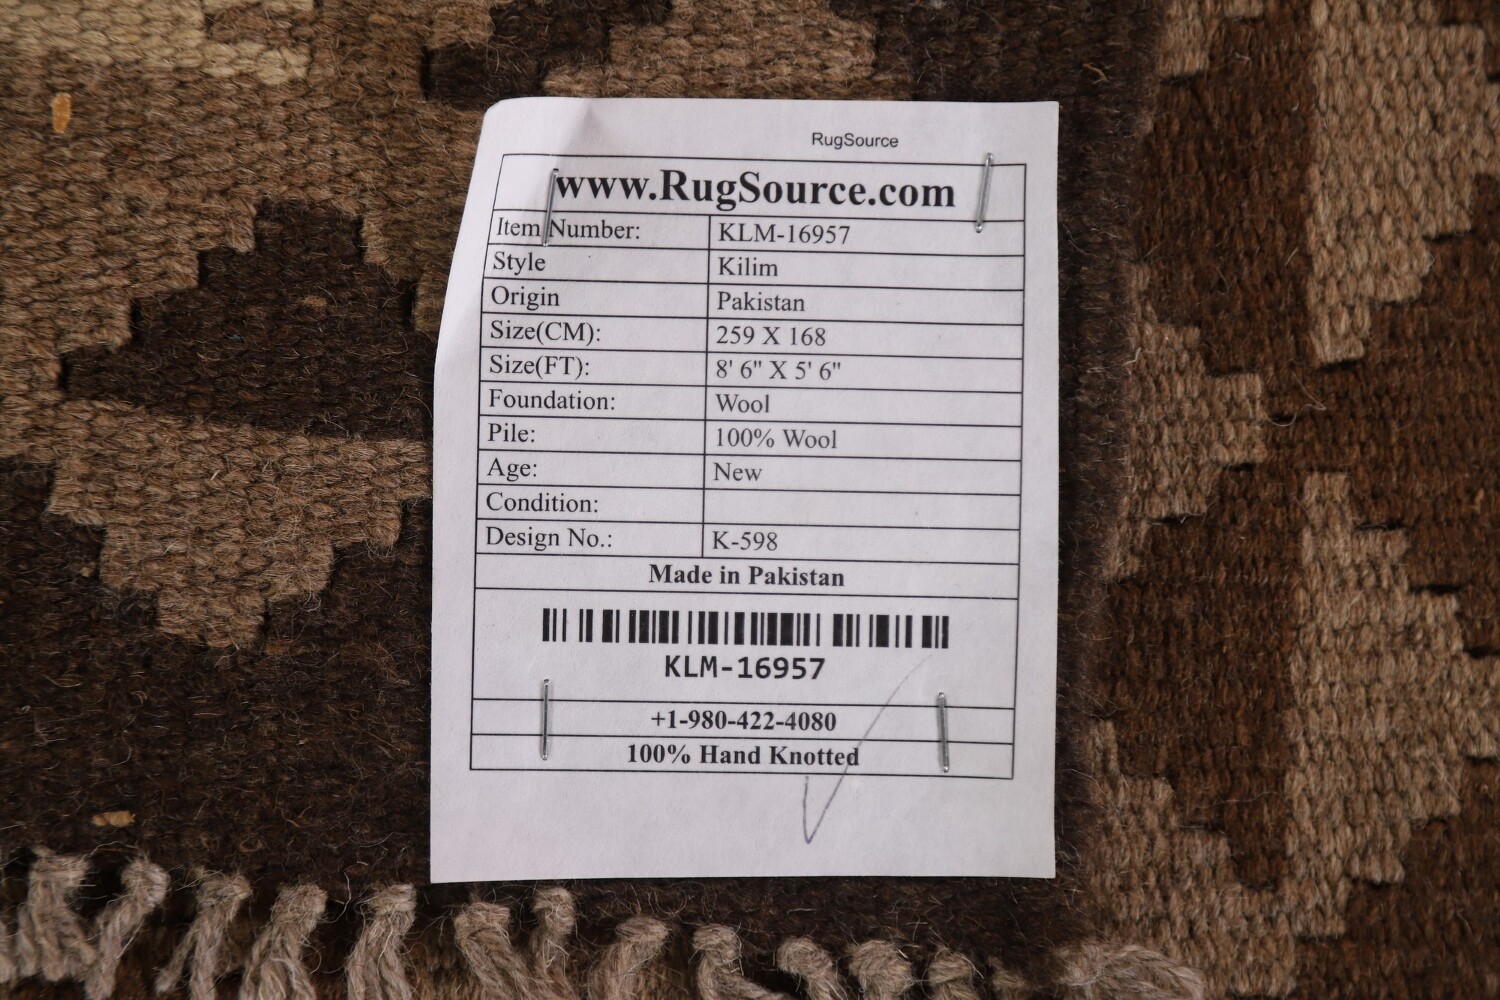 RugSource
www.RugSource.com
Item Number: KLM-16957
Style Kilim
Origin Pakistan
Size(CM): 259 X 168
Size(FT): 8' 6" X 5' 6"
Foundation: Wool
Pile: 100% Wool
Age: New
Condition:
Design No.: K-598
Made in Pakistan
KLM-16957
+1-980-422-4080
100% Hand Knotted